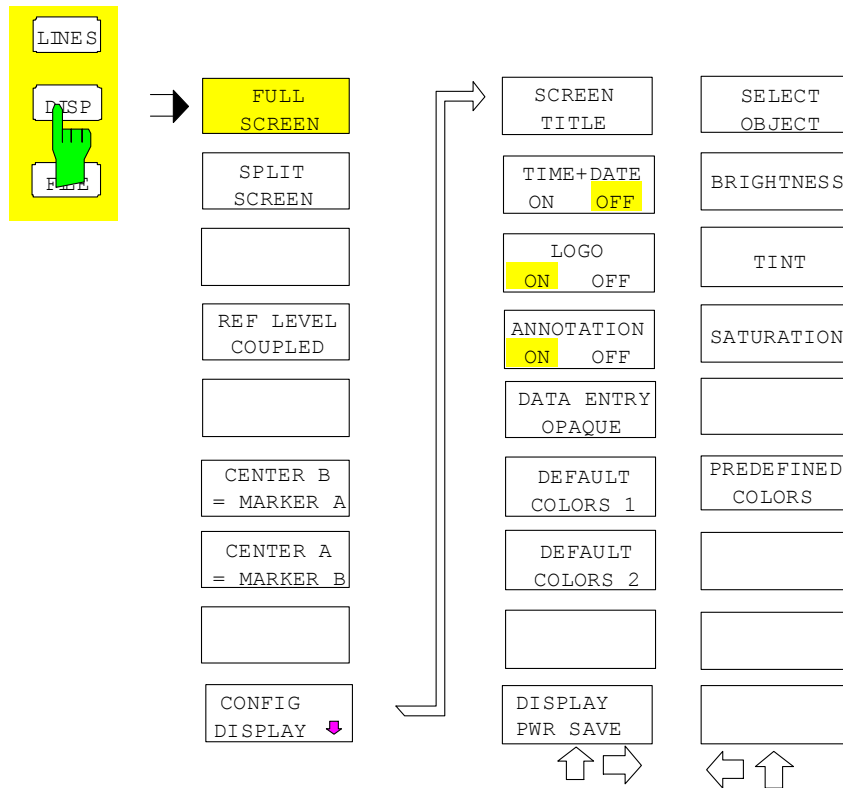 LINES
DISP
FILE
FULL
SCREEN
SPLIT
SCREEN
REF LEVEL
COUPLED
CENTER B
= MARKER A
CENTER A
= MARKER B
CONFIG
DISPLAY
SCREEN
TITLE
TIME+DATE
ON OFF
LOGO
ON OFF
ANNOTATION
ON OFF
DATA ENTRY
OPAQUE
DEFAULT
COLORS 1
DEFAULT
COLORS 2
DISPLAY
PWR SAVE
SELECT
OBJECT
BRIGHTNESS
TINT
SATURATION
PREDEFINED
COLORS